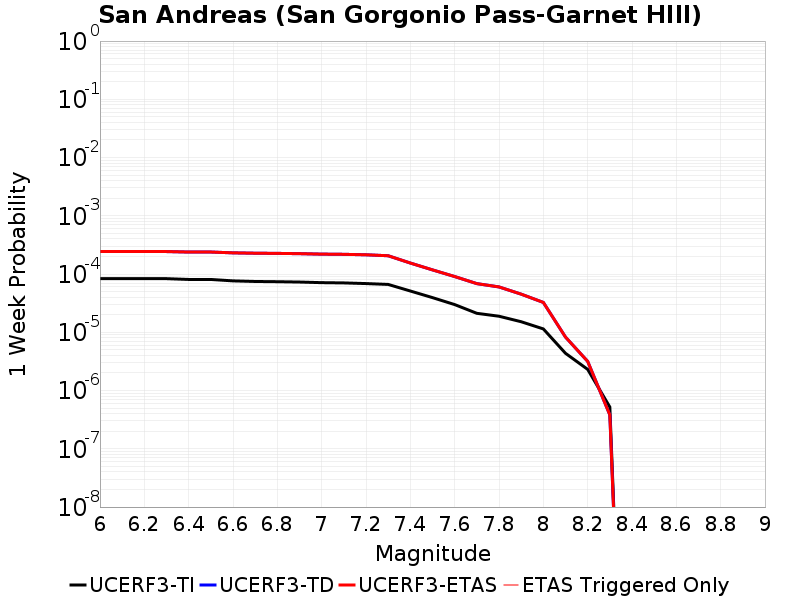 San Andreas (San Gorgonio Pass-Garnet HIll)
10^0
10^-1
10^-2
10^-3
10^-4
10^-5
10^-6
10^-7
10^-8
1 Week Probability
6 6.2 6.4 6.6 6.8 7 7.2 7.4 7.6 7.8 8 8.2 8.4 8.6 8.8 9
Magnitude
UCERF3-TI UCERF3-TD UCERF3-ETAS ETAS Triggered Only